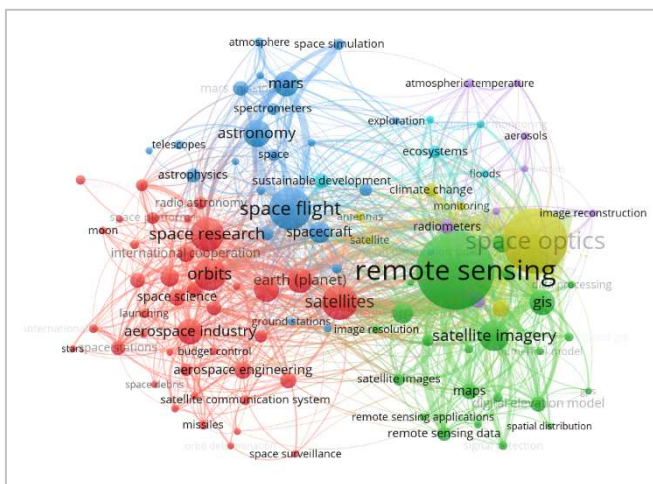 atmosphere
space simulation
mars
atmospheric temperature
spectrometers
exploration
astronomy
aerosols
telescopes
space
ecosystems
astrophysics
sustainable development
floods
climate change
radio astronomy
space flight
antennas
monitoring
image reconstruction
moon
space research
spacecraft
radiometers
satellite
space optics
international cooperation
orbits
earth (planet)
remote sensing
space science
satellites
gis
launching
ground stations
aerospace industry
image resolution
satellite imagery
stars
space stations
budget control
aerospace engineering
satellite images
space debris
maps
satellite communication system
digital elevation model
missiles
remote sensing applications
spatial distribution
remote sensing data
space surveillance